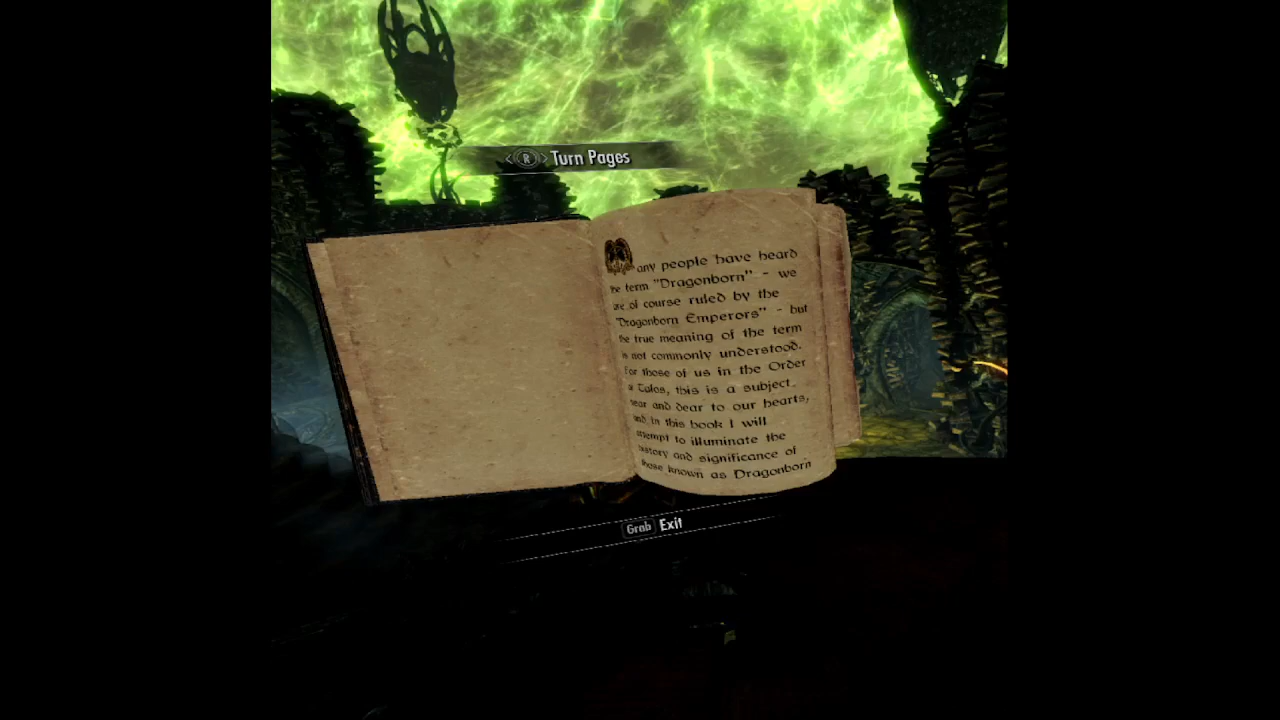 R Turn Pages
Many people have heard
the term "Dragonborn" - we
are of course ruled by the
"Dragonborn Emperors" - but
the true meaning of the term
is not commonly understood.
For those of us in the Order
of Talos, this is a subject
near and dear to our hearts,
and in this book I will
attempt to illuminate the
history and significance of
those known as Dragonborn
Grab Exit